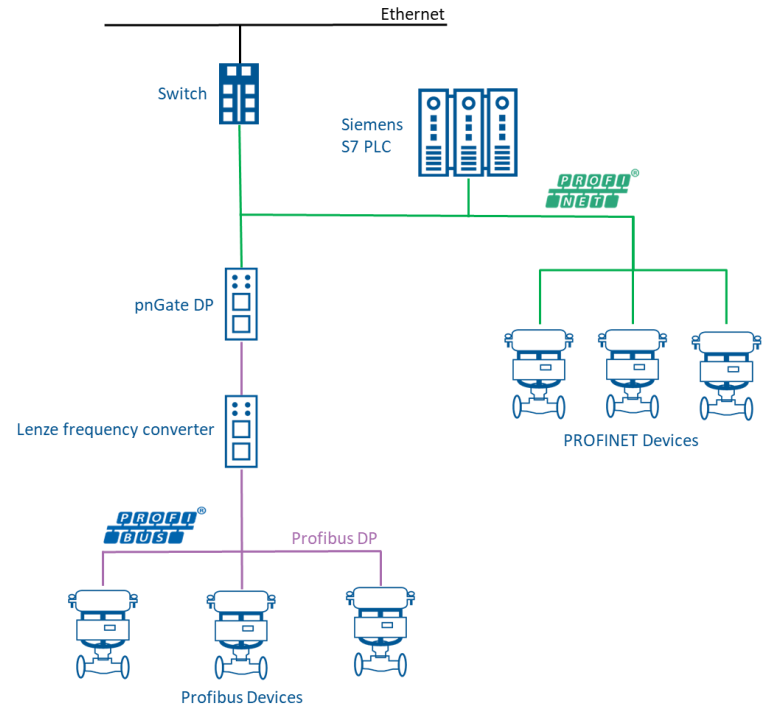 Ethernet
Switch
Siemens
S7 PLC
PROFI®
NET
pnGate DP
Lenze frequency converter
PROFINET Devices
PROFI®
BUS
Profibus DP
Profibus Devices